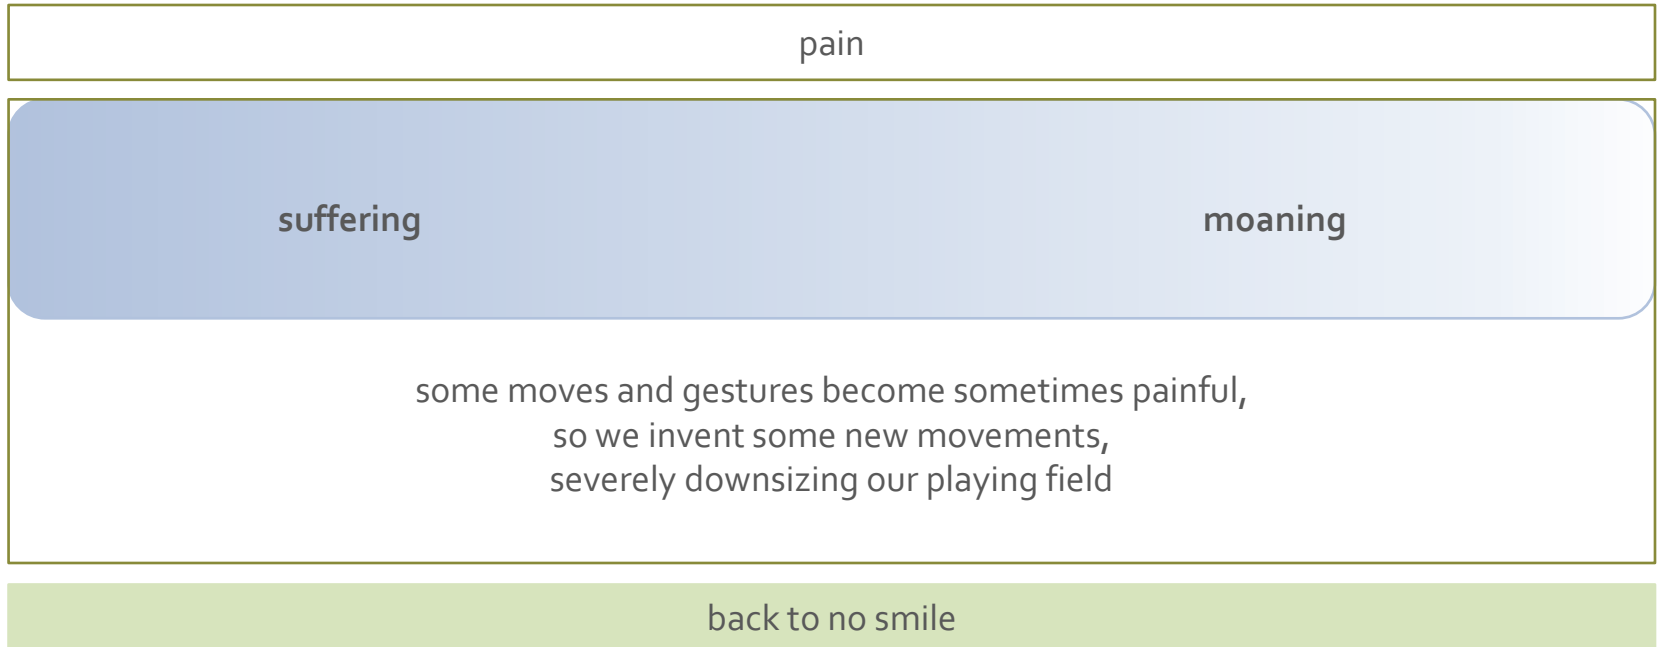 pain
suffering
moaning
some moves and gestures become sometimes painful,
so we invent some new movements,
severely downsizing our playing field
back to no smile